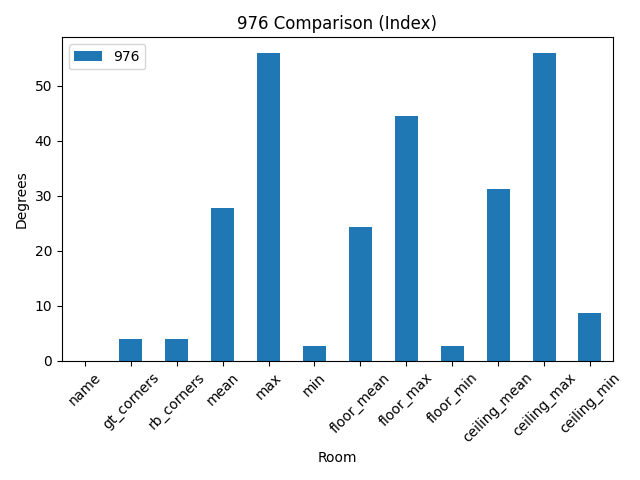 976 Comparison (Index)
976
Degrees
50
40
30
20
10
0
name
gt_corners
rb_corners
mean
max
min
floor_mean
floor_max
floor_min
ceiling_mean
ceiling_max
ceiling_min
Room